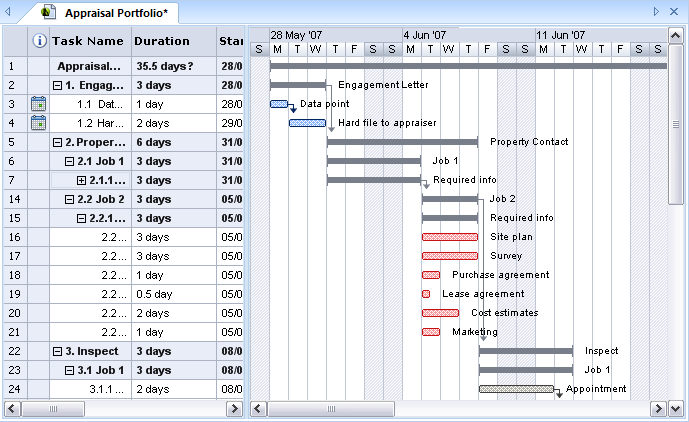 Appraisal Portfolio*
Task Name Duration Star 28 May '07 4 Jun '07 11 Jun '07
S M T W T F S S M T W T F S S M T W T F S S
1 Appraisal... 35.5 days? 28/0
2 1. Engag... 3 days 28/0 Engagement Letter
3 1.1 Dat... 1 day 28/0 Data point
4 1.2 Har... 2 days 29/0 Hard file to appraiser
5 2. Proper... 6 days 31/0 Property Contact
6 2.1 Job 1 3 days 31/0 Job 1
7 2.1.1... 3 days 31/0 Required info
14 2.2 Job 2 3 days 05/0 Job 2
15 2.2.1... 3 days 05/0 Required info
16 2.2... 3 days 05/0 Site plan
17 2.2... 3 days 05/0 Survey
18 2.2... 1 day 05/0 Purchase agreement
19 2.2... 0.5 day 05/0 Lease agreement
20 2.2... 2 days 05/0 Cost estimates
21 2.2... 1 day 05/0 Marketing
22 3. Inspect 3 days 08/0 Inspect
23 3.1 Job 1 3 days 08/0 Job 1
24 3.1.1... 2 days 08/0 Appointment